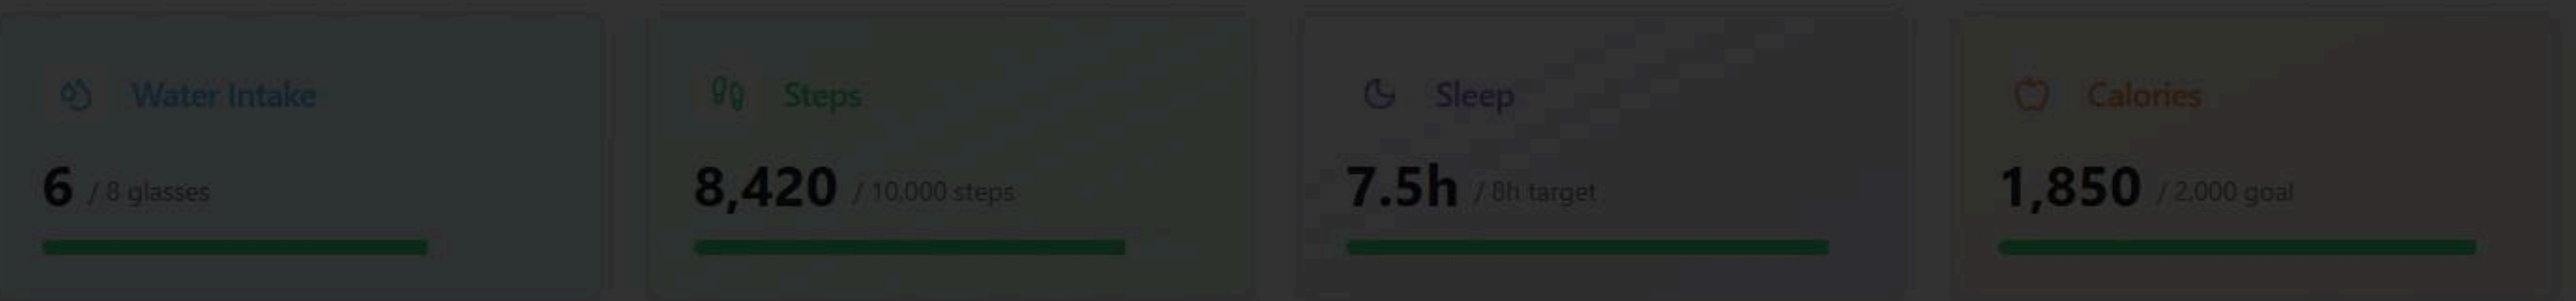 Water Intake
6 / 8 glasses
Steps
8,420 / 10,000 steps
Sleep
7.5h / 8h target
Calories
1,850 / 2,000 goal